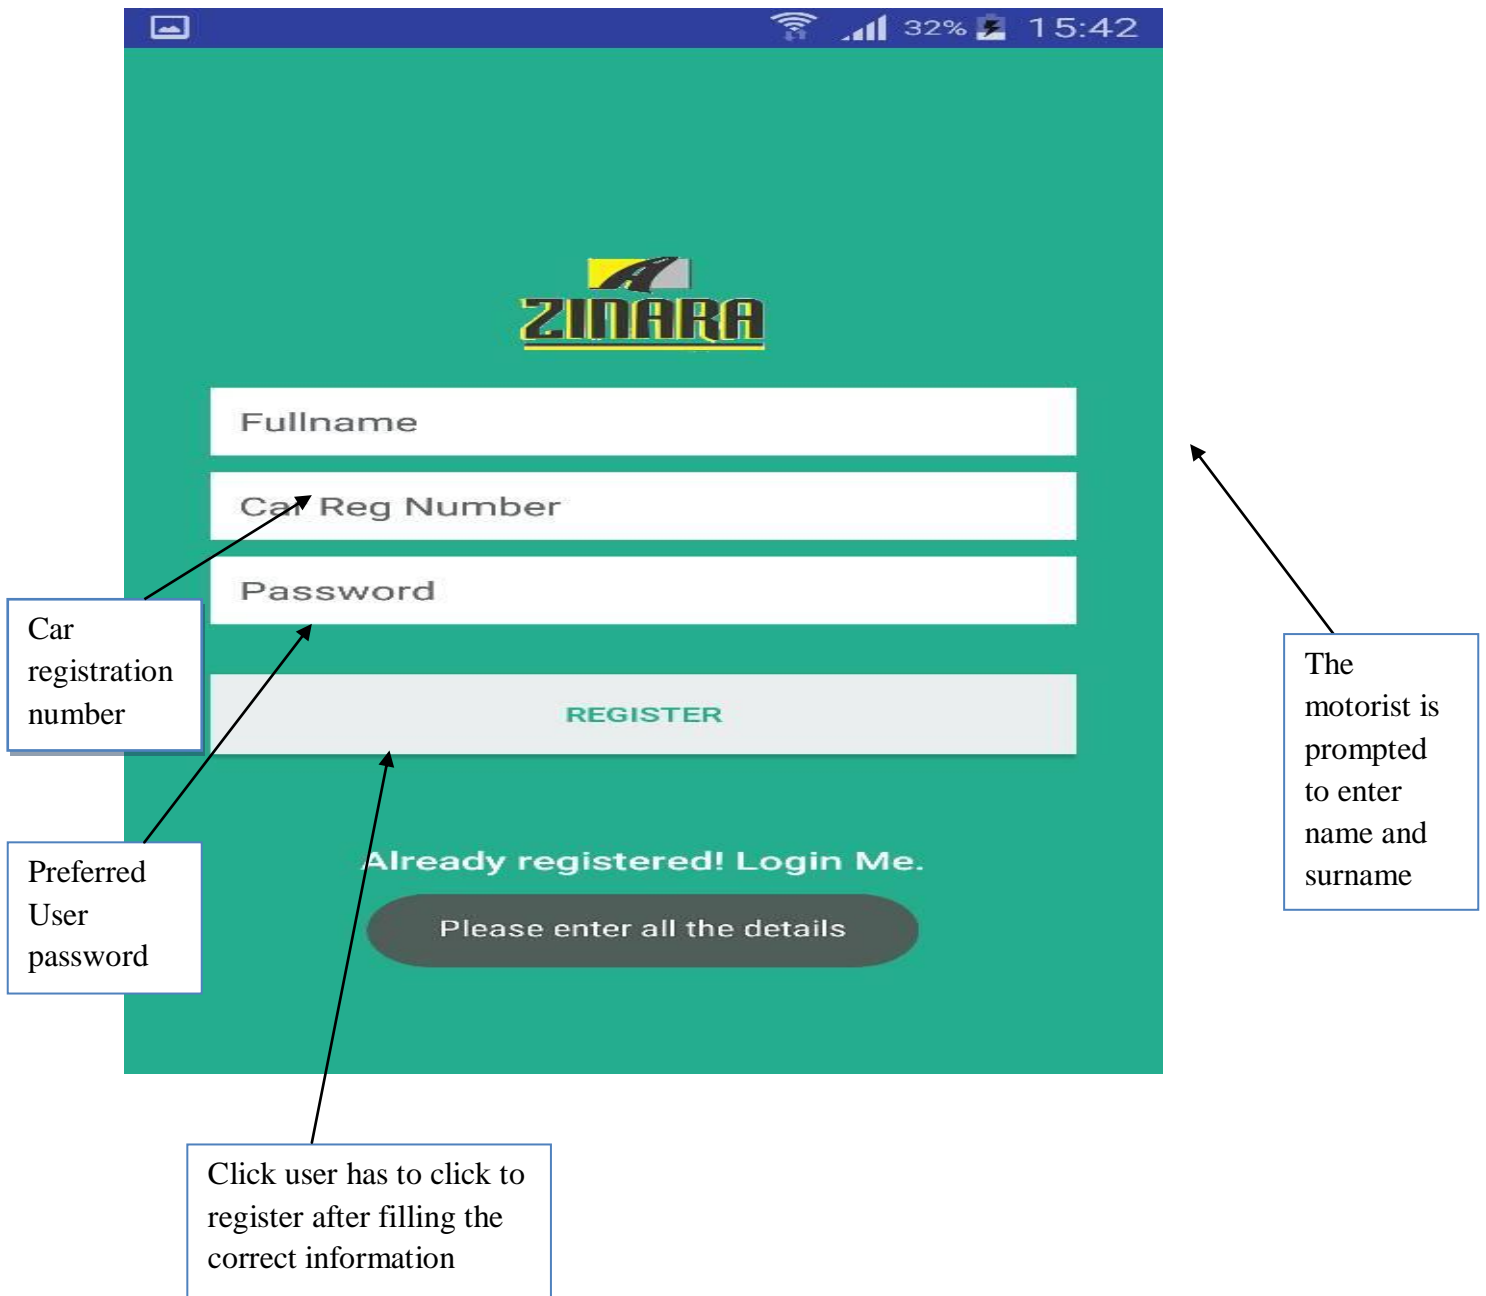 32% 15:42
ZINARA
Fullname
Car Reg Number
Password
REGISTER
Already registered! Login Me.
Please enter all the details
Car
registration
number
Preferred
User
password
The
motorist is
prompted
to enter
name and
surname
Click user has to click to
register after filling the
correct information